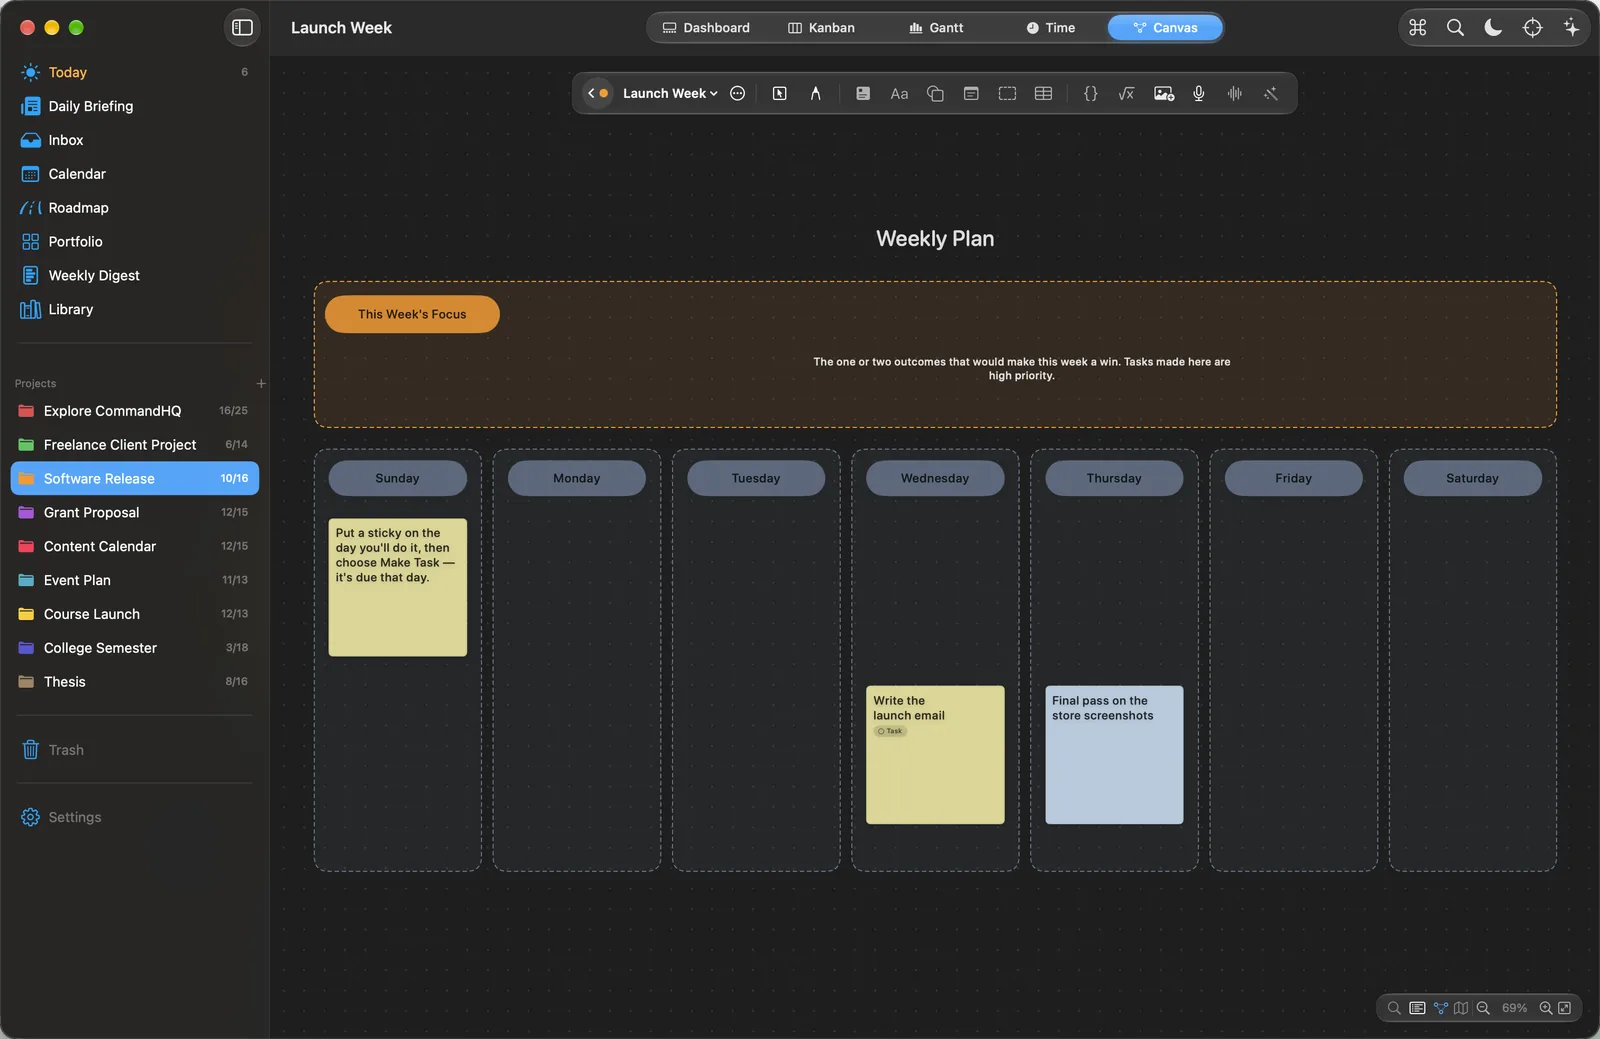 Launch Week
Dashboard
Kanban
Gantt
Time
Canvas
Today 6
Daily Briefing
Inbox
Calendar
Roadmap
Portfolio
Weekly Digest
Library
Projects
Explore CommandHQ 16/25
Freelance Client Project 6/14
Software Release 10/16
Grant Proposal 12/15
Content Calendar 12/15
Event Plan 11/13
Course Launch 12/13
College Semester 3/18
Thesis 8/16
Trash
Settings
Launch Week
Aa
{}
√x
Weekly Plan
This Week's Focus
The one or two outcomes that would make this week a win. Tasks made here are
high priority.
Sunday
Monday
Tuesday
Wednesday
Thursday
Friday
Saturday
Put a sticky on the
day you'll do it, then
choose Make Task —
it's due that day.
Write the
launch email
Task
Final pass on the
store screenshots
69%